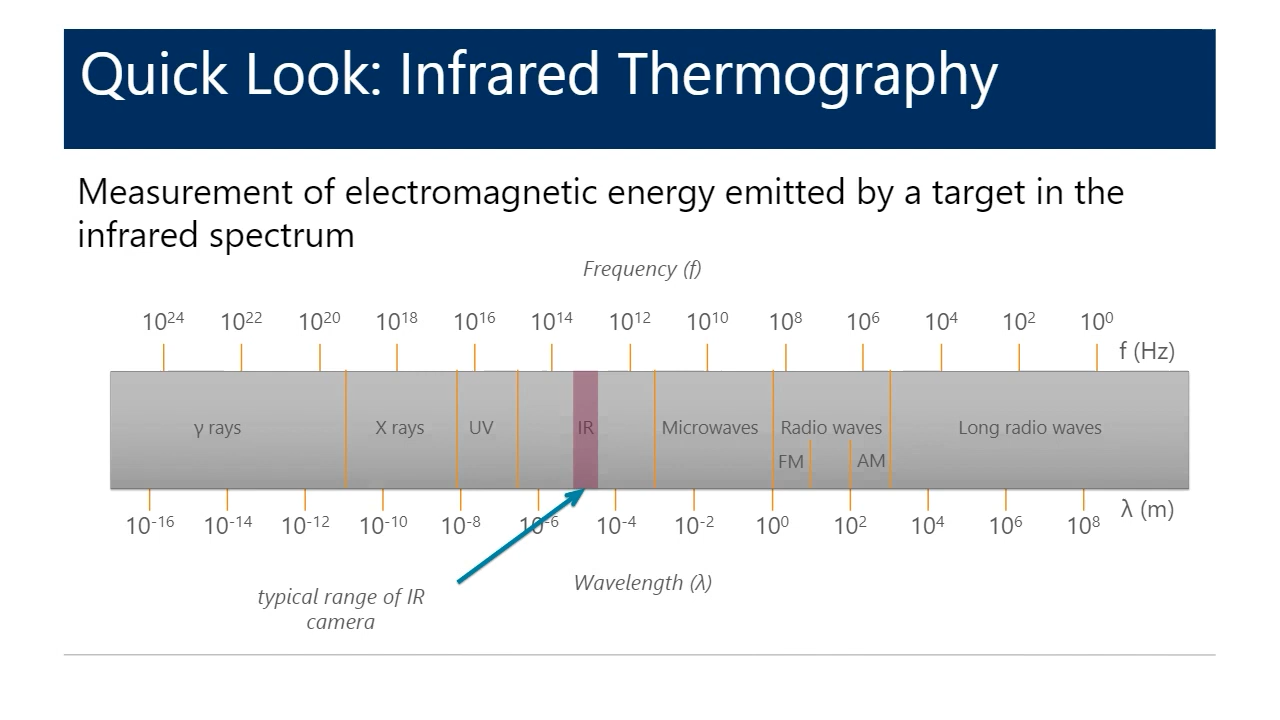 Quick Look: Infrared Thermography
Measurement of electromagnetic energy emitted by a target in the
infrared spectrum
Frequency (f)
10²⁴ 10²² 10²⁰ 10¹⁸ 10¹⁶ 10¹⁴ 10¹² 10¹⁰ 10⁸ 10⁶ 10⁴ 10² 10⁰
f (Hz)
γ rays X rays UV IR Microwaves Radio waves Long radio waves
FM AM
10⁻¹⁶ 10⁻¹⁴ 10⁻¹² 10⁻¹⁰ 10⁻⁸ 10⁻⁶ 10⁻⁴ 10⁻² 10⁰ 10² 10⁴ 10⁶ 10⁸
λ (m)
Wavelength (λ)
typical range of IR
camera